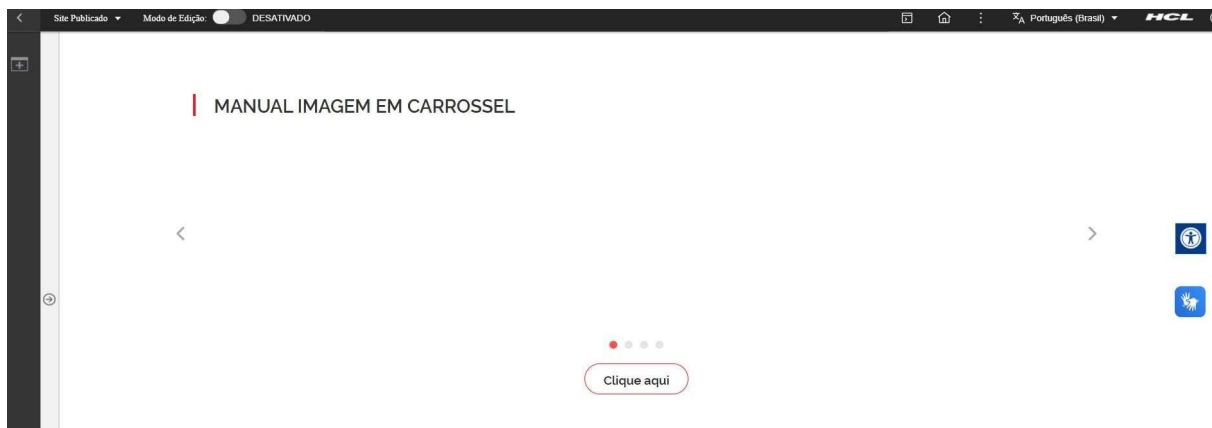 Site Publicado Modo de Edição: DESATIVADO Português (Brasil) HCL
MANUAL IMAGEM EM CARROSSEL
Clique aqui